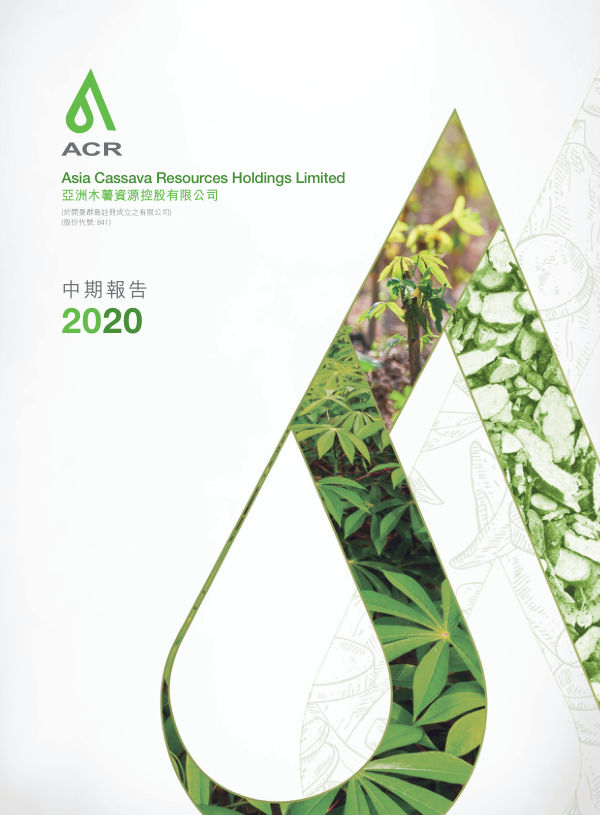 ACR
Asia Cassava Resources Holdings Limited
亞洲木薯資源控股有限公司
(於開曼群島註冊成立之有限公司)
(股份代號: 841)
中期報告
2020